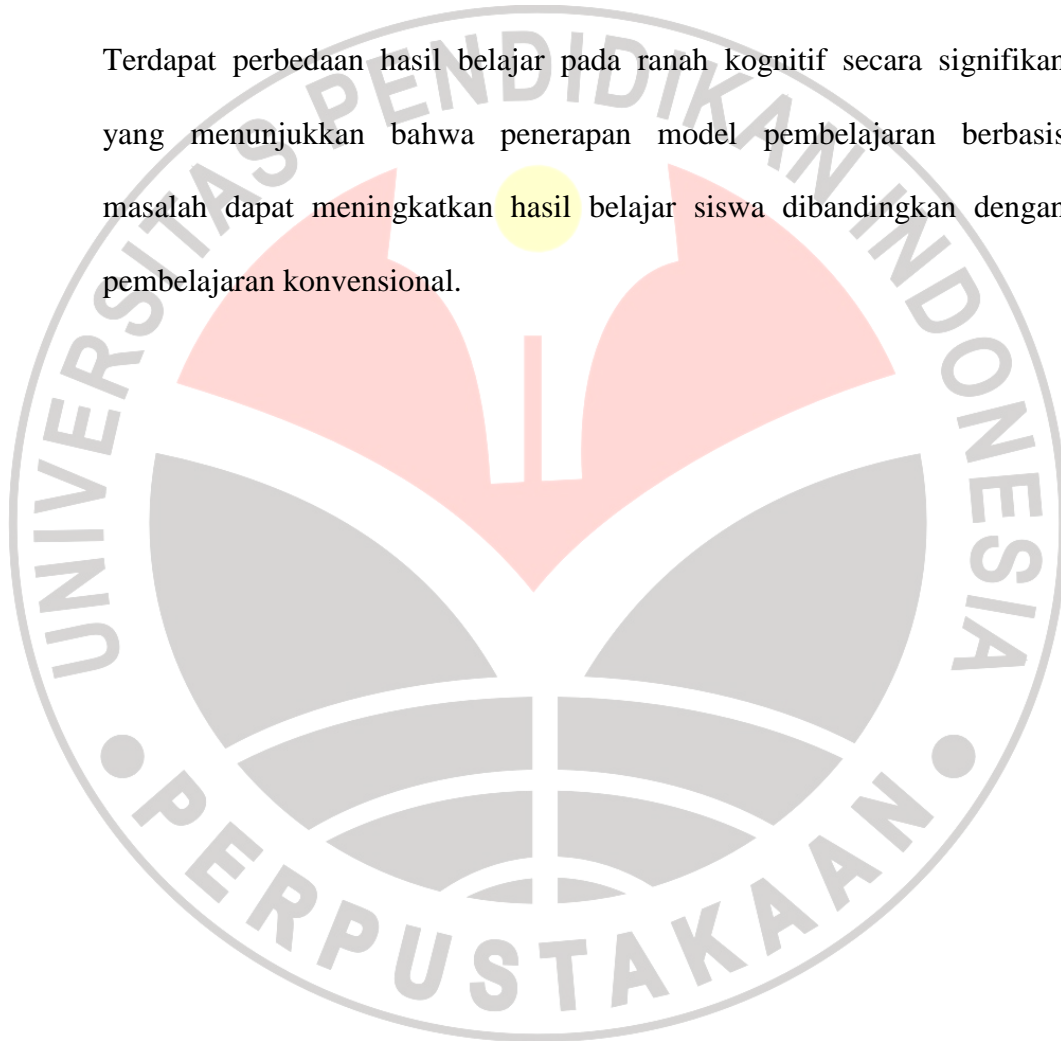 Terdapat perbedaan hasil belajar pada ranah kognitif secara signifikan
yang menunjukkan bahwa penerapan model pembelajaran berbasis
masalah dapat meningkatkan hasil belajar siswa dibandingkan dengan
pembelajaran konvensional.
UNIVERSITAS PENDIDIKAN INDONESIA
PERPUSTAKAAN